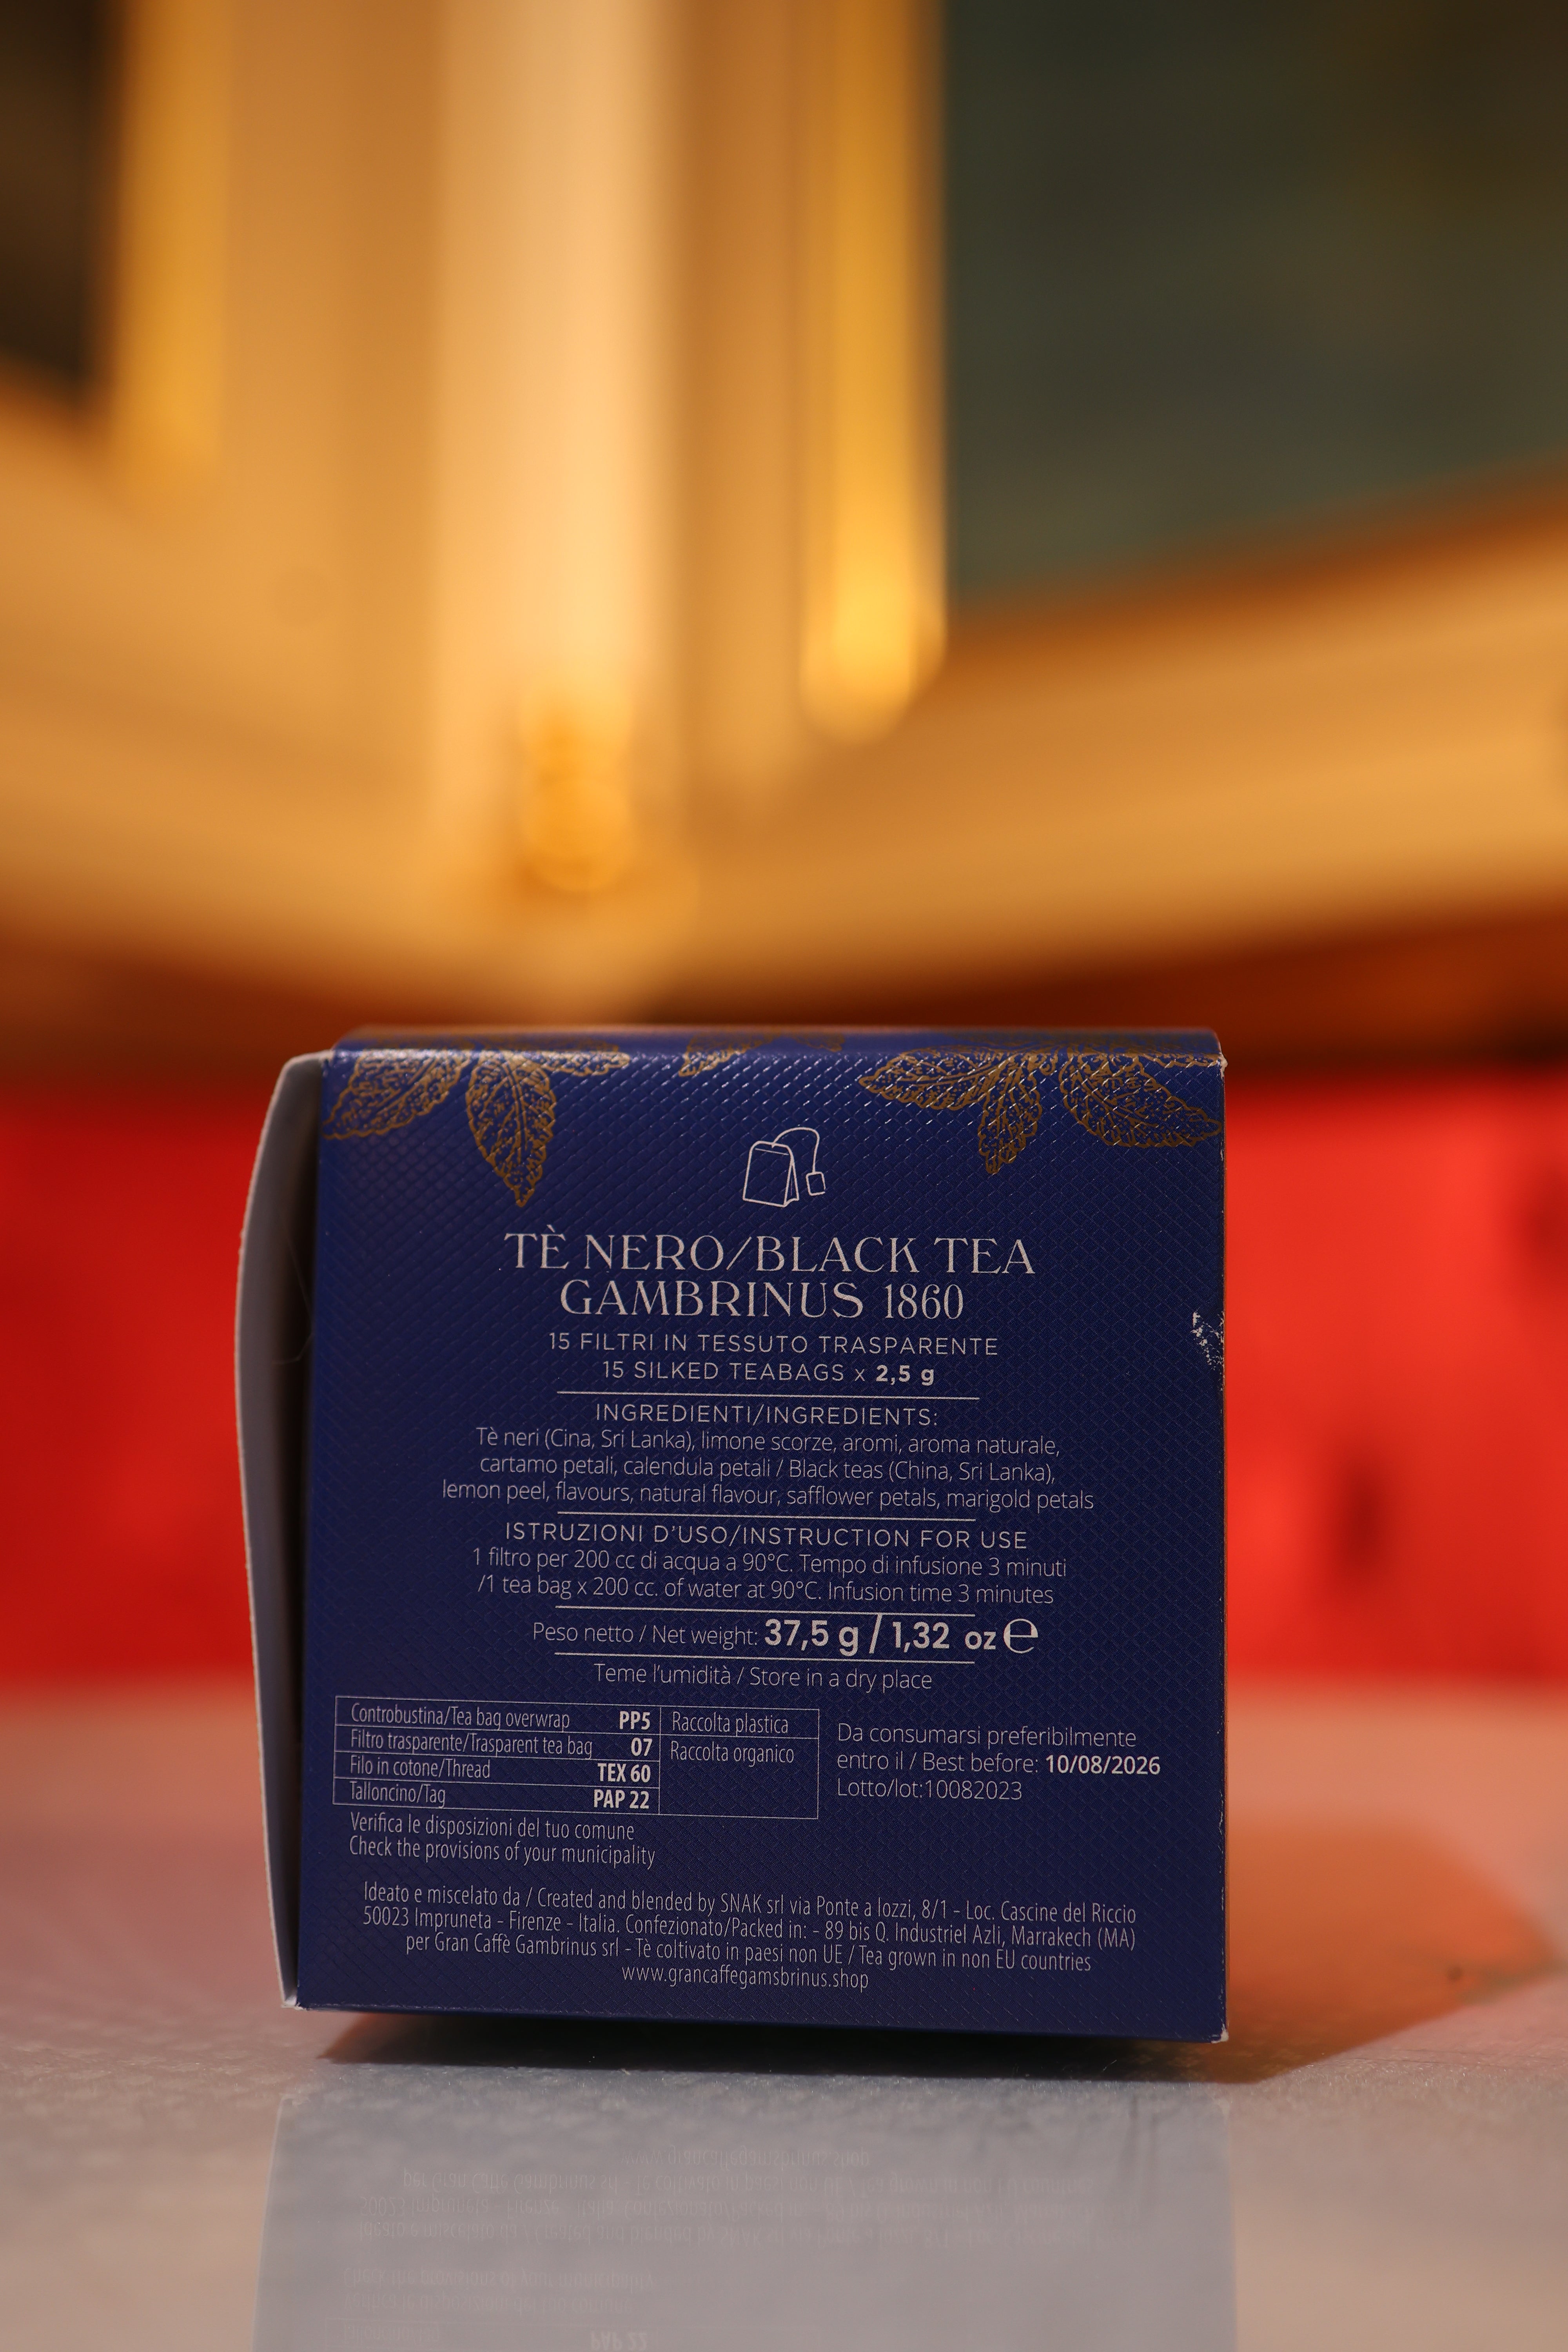 TÈ NERO/BLACK TEA
GAMBRINUS 1860
15 FILTRI IN TESSUTO TRASPARENTE
15 SILKED TEABAGS x 2,5 g
INGREDIENTI/INGREDIENTS:
Tè neri (Cina, Sri Lanka), limone scorze, aromi, aroma naturale,
cartamo petali, calendula petali / Black teas (China, Sri Lanka),
lemon peel, flavours, natural flavour, safflower petals, marigold petals
ISTRUZIONI D'USO/INSTRUCTION FOR USE
1 filtro per 200 cc di acqua a 90°C. Tempo di infusione 3 minuti
/1 tea bag x 200 cc. of water at 90°C. Infusion time 3 minutes
Peso netto / Net weight: 37,5 g / 1,32 oz ℮
Teme l'umidità / Store in a dry place
Controbustina/Tea bag overwrap PP5 Raccolta plastica
Filtro trasparente/Trasparent tea bag 07 Raccolta organico
Filo in cotone/Thread TEX 60
Talloncino/Tag PAP 22
Verifica le disposizioni del tuo comune
Check the provisions of your municipality
Da consumarsi preferibilmente
entro il / Best before: 10/08/2026
Lotto/lot:10082023
Ideato e miscelato da / Created and blended by SNAK srl via Ponte a Iozzi, 8/1 - Loc. Cascine del Riccio
50023 Impruneta - Firenze - Italia. Confezionato/Packed in: - 89 bis Q. Industriel Azli, Marrakech (MA)
per Gran Caffè Gambrinus srl - Tè coltivato in paesi non UE / Tea grown in non EU countries
www.grancaffegamsbrinus.shop